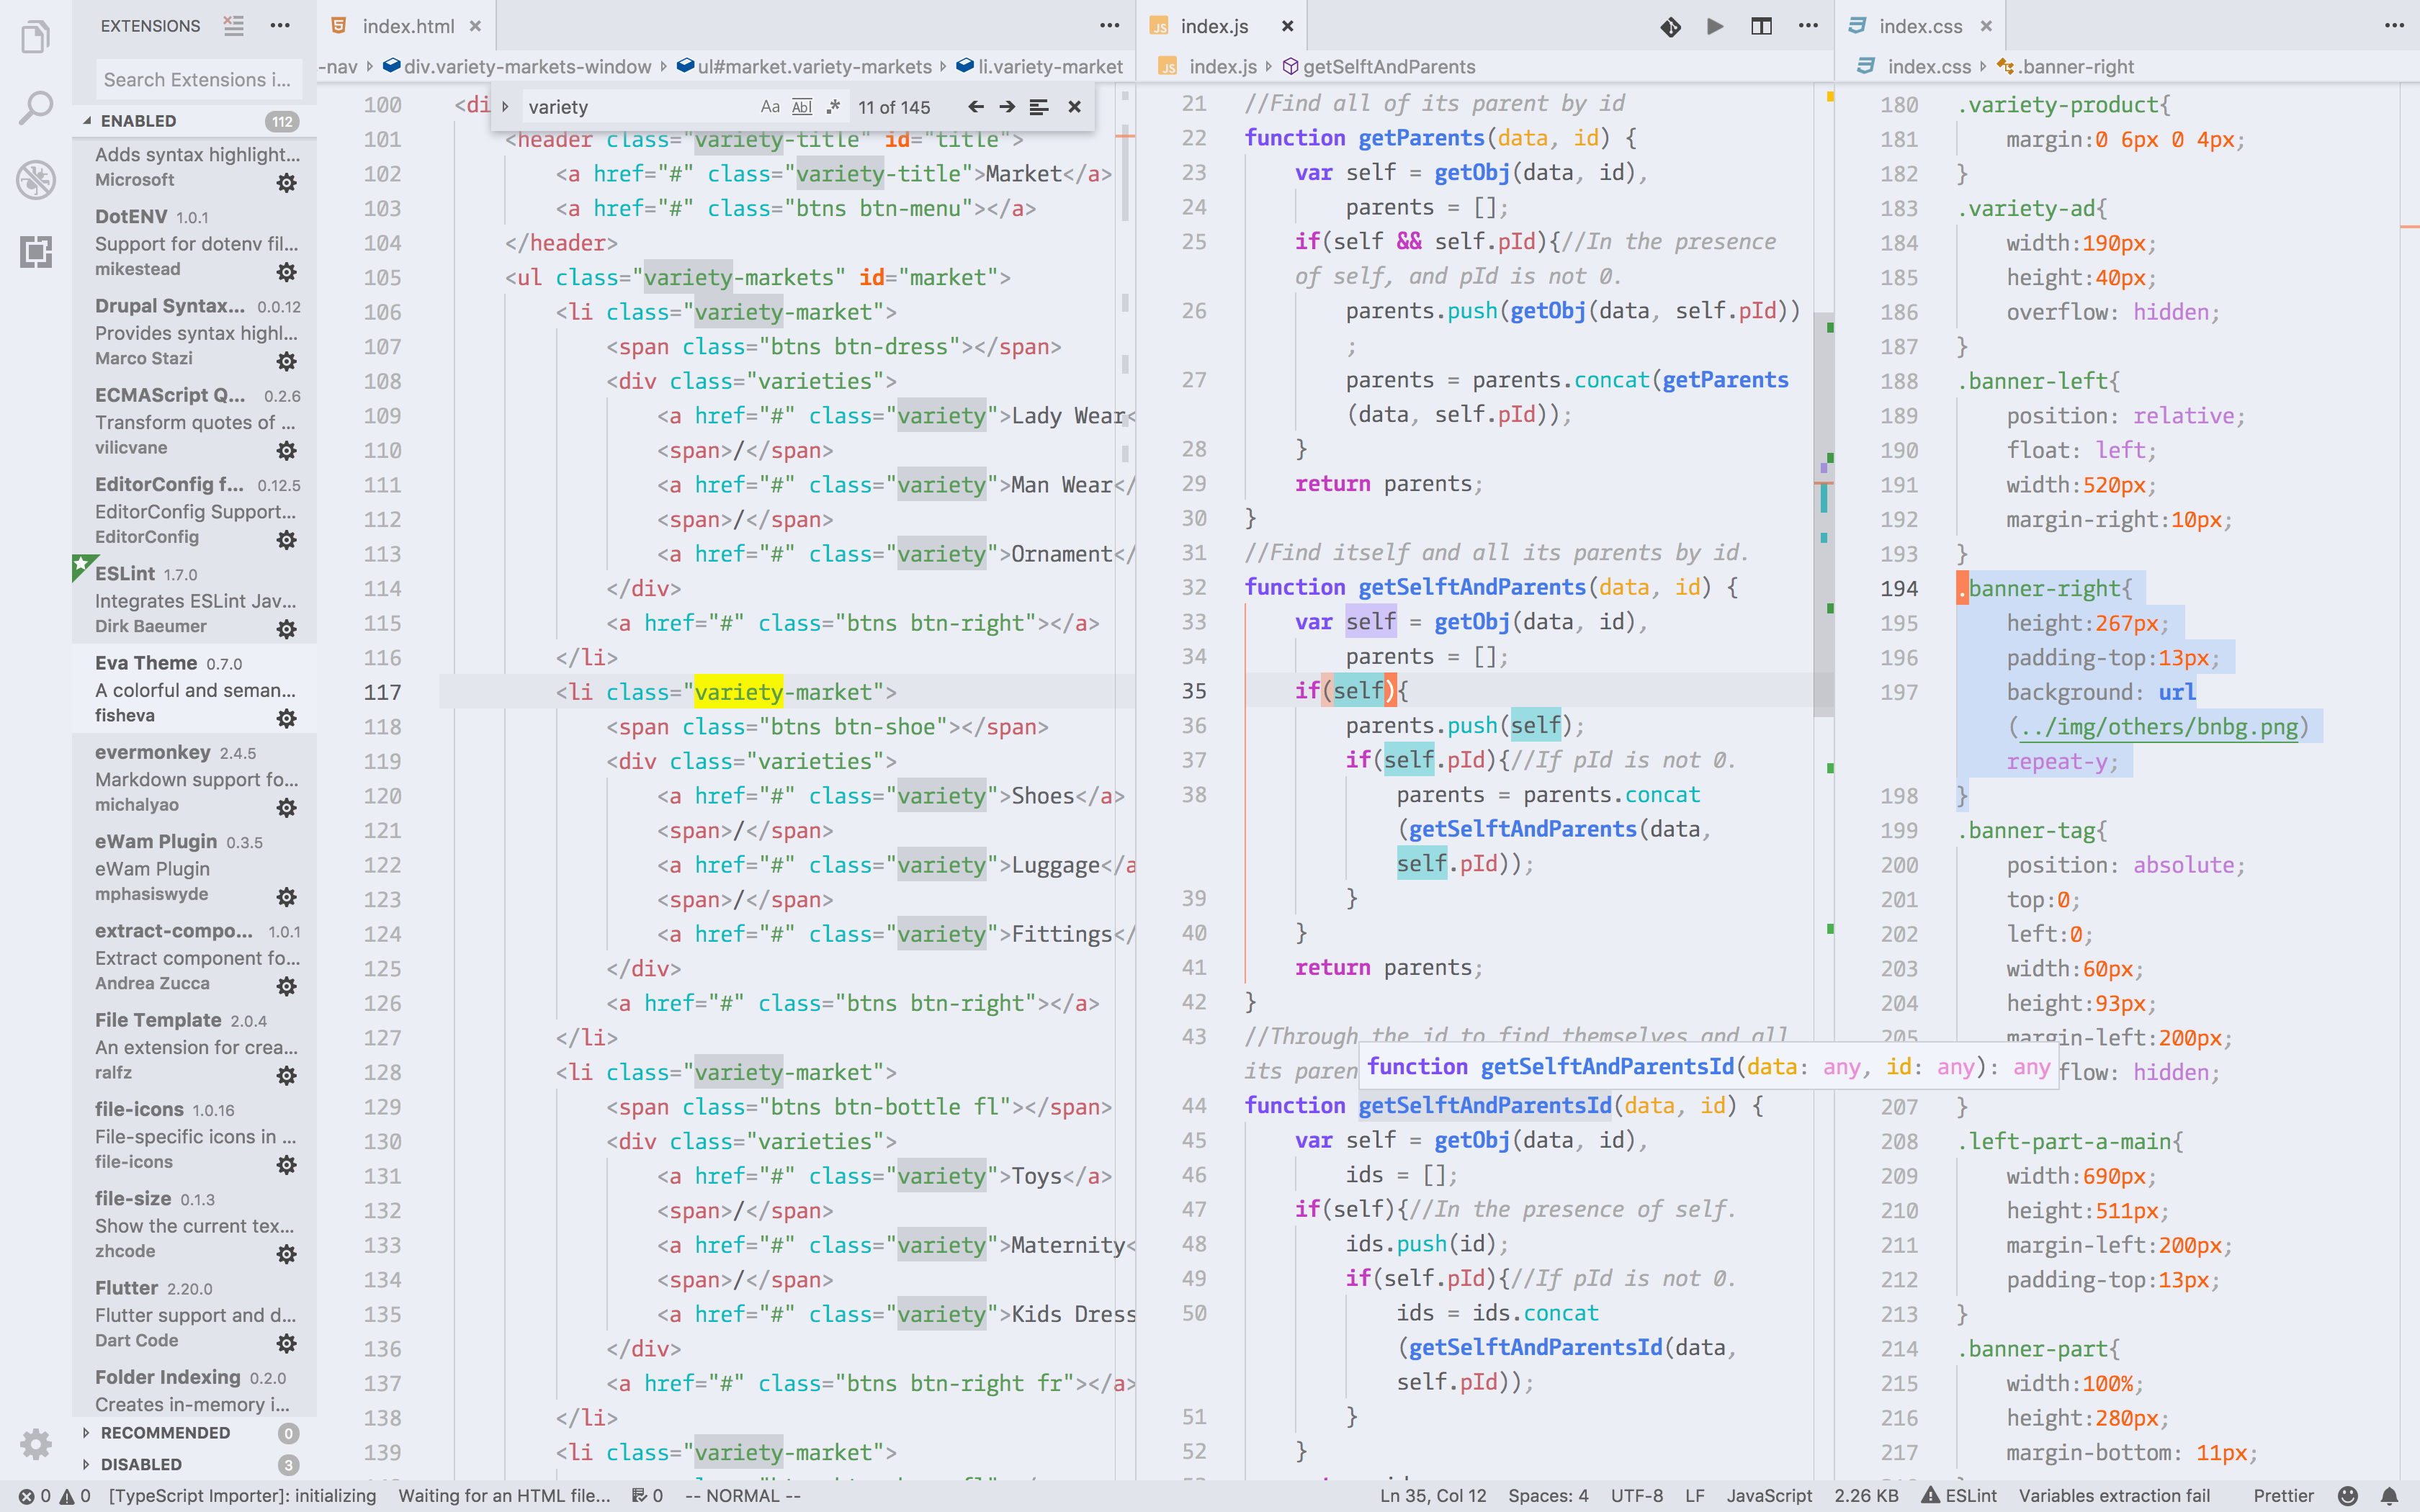 EXTENSIONS
Search Extensions i...
ENABLED 112
Adds syntax highlight...
Microsoft
DotENV 1.0.1
Support for dotenv fil...
mikestead
Drupal Syntax... 0.0.12
Provides syntax highl...
Marco Stazi
ECMAScript Q... 0.2.6
Transform quotes of ...
vilicvane
EditorConfig f... 0.12.5
EditorConfig Support...
EditorConfig
ESLint 1.7.0
Integrates ESLint Jav...
Dirk Baeumer
Eva Theme 0.7.0
A colorful and seman...
fisheva
evermonkey 2.4.5
Markdown support fo...
michalyao
eWam Plugin 0.3.5
eWam Plugin
mphasiswyde
extract-compo... 1.0.1
Extract component fo...
Andrea Zucca
File Template 2.0.4
An extension for crea...
ralfz
file-icons 1.0.16
File-specific icons in ...
file-icons
file-size 0.1.3
Show the current tex...
zhcode
Flutter 2.20.0
Flutter support and d...
Dart Code
Folder Indexing 0.2.0
Creates in-memory i...
RECOMMENDED 0
DISABLED 3
index.html
-nav div.variety-markets-window ul#market.variety-markets li.variety-market
variety Aa Abl .* 11 of 145
100 <di
101 <header class="variety-title" id="title">
102 <a href="#" class="variety-title">Market</a>
103 <a href="#" class="btns btn-menu"></a>
104 </header>
105 <ul class="variety-markets" id="market">
106 <li class="variety-market">
107 <span class="btns btn-dress"></span>
108 <div class="varieties">
109 <a href="#" class="variety">Lady Wear<
110 <span>/</span>
111 <a href="#" class="variety">Man Wear</
112 <span>/</span>
113 <a href="#" class="variety">Ornament</
114 </div>
115 <a href="#" class="btns btn-right"></a>
116 </li>
117 <li class="variety-market">
118 <span class="btns btn-shoe"></span>
119 <div class="varieties">
120 <a href="#" class="variety">Shoes</a>
121 <span>/</span>
122 <a href="#" class="variety">Luggage</a
123 <span>/</span>
124 <a href="#" class="variety">Fittings</
125 </div>
126 <a href="#" class="btns btn-right"></a>
127 </li>
128 <li class="variety-market">
129 <span class="btns btn-bottle fl"></span>
130 <div class="varieties">
131 <a href="#" class="variety">Toys</a>
132 <span>/</span>
133 <a href="#" class="variety">Maternity<
134 <span>/</span>
135 <a href="#" class="variety">Kids Dress
136 </div>
137 <a href="#" class="btns btn-right fr"></a>
138 </li>
139 <li class="variety-market">
JS index.js
JS index.js getSelftAndParents
21 //Find all of its parent by id
22 function getParents(data, id) {
23 var self = getObj(data, id),
24 parents = [];
25 if(self && self.pId){//In the presence
of self, and pId is not 0.
26 parents.push(getObj(data, self.pId))
;
27 parents = parents.concat(getParents
(data, self.pId));
28 }
29 return parents;
30 }
31 //Find itself and all its parents by id.
32 function getSelftAndParents(data, id) {
33 var self = getObj(data, id),
34 parents = [];
35 if(self){
36 parents.push(self);
37 if(self.pId){//If pId is not 0.
38 parents = parents.concat
(getSelftAndParents(data,
self.pId));
39 }
40 }
41 return parents;
42 }
43 //Through the id to find themselves and all
its paren
function getSelftAndParentsId(data: any, id: any): any
44 function getSelftAndParentsId(data, id) {
45 var self = getObj(data, id),
46 ids = [];
47 if(self){//In the presence of self.
48 ids.push(id);
49 if(self.pId){//If pId is not 0.
50 ids = ids.concat
(getSelftAndParentsId(data,
self.pId));
51 }
52 }
index.css
index.css .banner-right
180 .variety-product{
181 margin:0 6px 0 4px;
182 }
183 .variety-ad{
184 width:190px;
185 height:40px;
186 overflow: hidden;
187 }
188 .banner-left{
189 position: relative;
190 float: left;
191 width:520px;
192 margin-right:10px;
193 }
194 .banner-right{
195 height:267px;
196 padding-top:13px;
197 background: url
(../img/others/bnbg.png)
repeat-y;
198 }
199 .banner-tag{
200 position: absolute;
201 top:0;
202 left:0;
203 width:60px;
204 height:93px;
205 margin-left:200px;
flow: hidden;
207 }
208 .left-part-a-main{
209 width:690px;
210 height:511px;
211 margin-left:200px;
212 padding-top:13px;
213 }
214 .banner-part{
215 width:100%;
216 height:280px;
217 margin-bottom: 11px;
0 0 [TypeScript Importer]: initializing Waiting for an HTML file... 0 -- NORMAL -- Ln 35, Col 12 Spaces: 4 UTF-8 LF JavaScript 2.26 KB ESLint Variables extraction fail Prettier